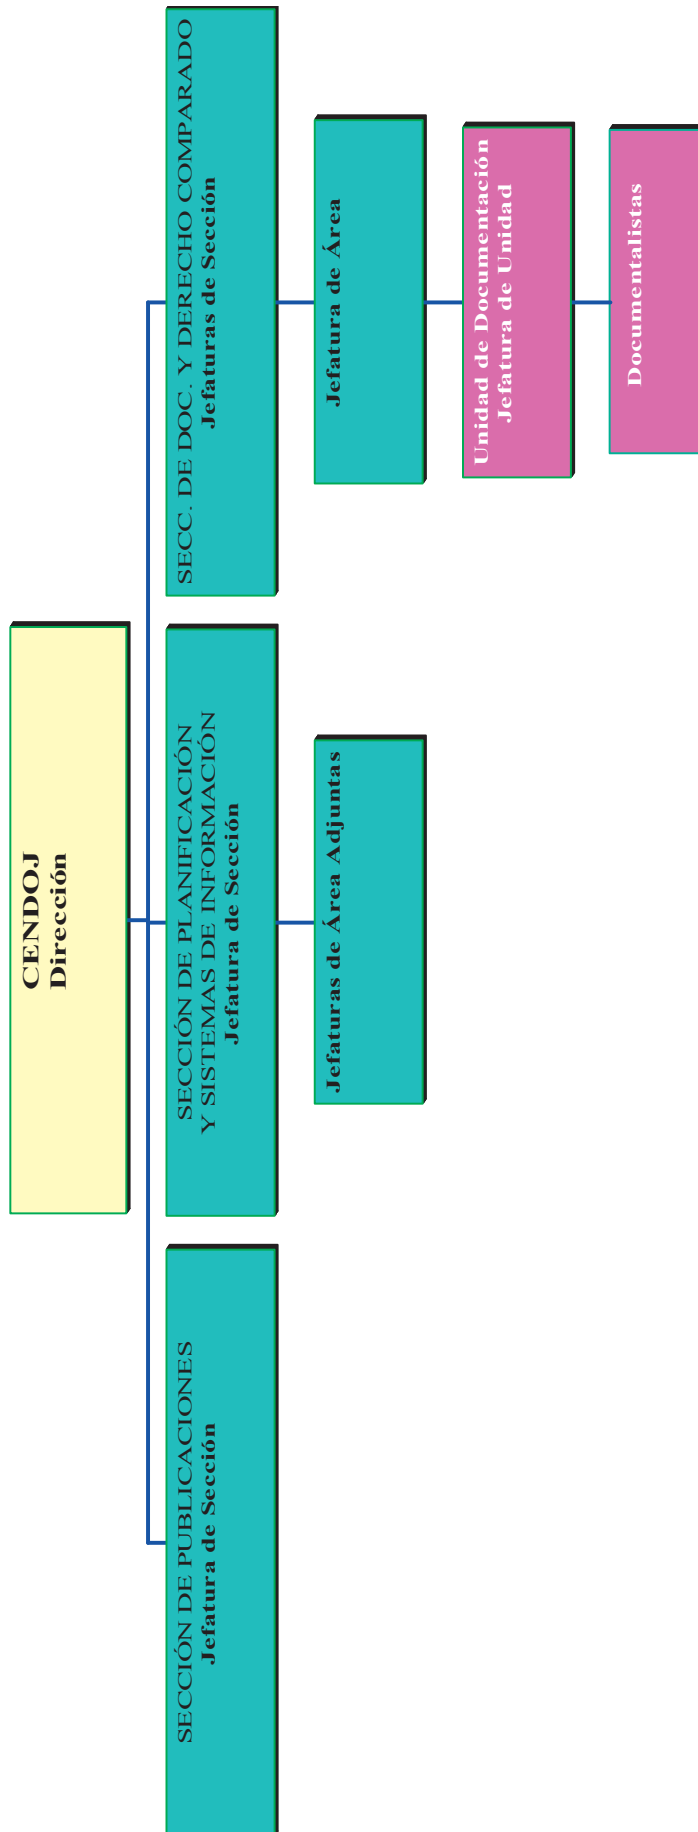 CENDOJ
Dirección
SECCIÓN DE PUBLICACIONES
Jefatura de Sección
SECCIÓN DE PLANIFICACIÓN
Y SISTEMAS DE INFORMACIÓN
Jefatura de Sección
SECC. DE DOC. Y DERECHO COMPARADO
Jefaturas de Sección
Jefaturas de Área Adjuntas
Jefatura de Área
Unidad de Documentación
Jefatura de Unidad
Documentalistas